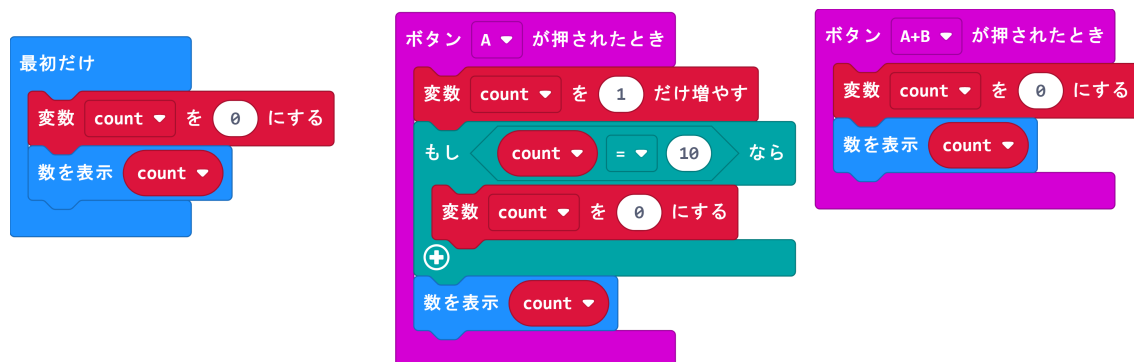 最初だけ
変数 count を 0 にする
数を表示 count
ボタン A が押されたとき
変数 count を 1 だけ増やす
もし count = 10 なら
変数 count を 0 にする
数を表示 count
ボタン A+B が押されたとき
変数 count を 0 にする
数を表示 count